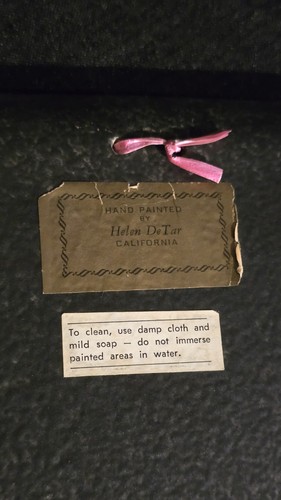 HAND PAINTED
BY
Helen DeTar
CALIFORNIA
To clean, use damp cloth and
mild soap — do not immerse
painted areas in water.